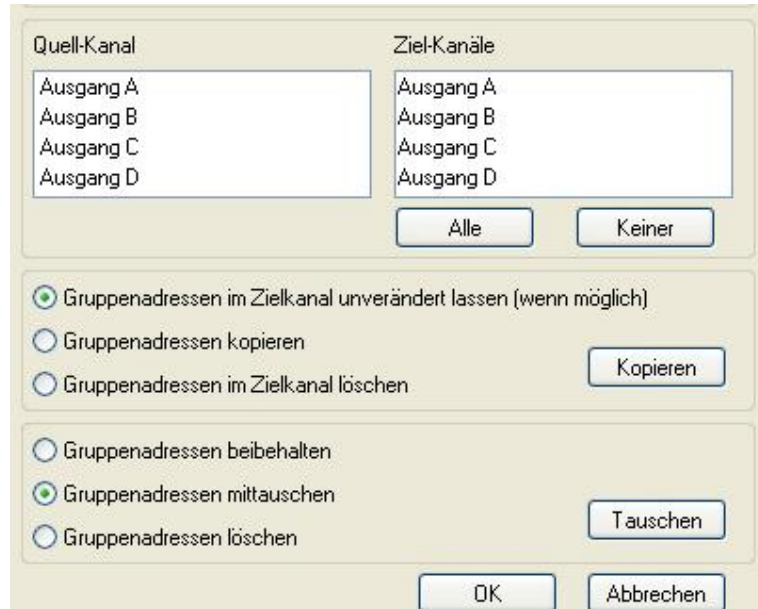 Quell-Kanal
Ausgang A
Ausgang B
Ausgang C
Ausgang D
Ziel-Kanäle
Ausgang A
Ausgang B
Ausgang C
Ausgang D
Alle
Keiner
Gruppenadressen im Zielkanal unverändert lassen (wenn möglich)
Gruppenadressen kopieren
Gruppenadressen im Zielkanal löschen
Kopieren
Gruppenadressen beibehalten
Gruppenadressen mittauschen
Gruppenadressen löschen
Tauschen
OK
Abbrechen